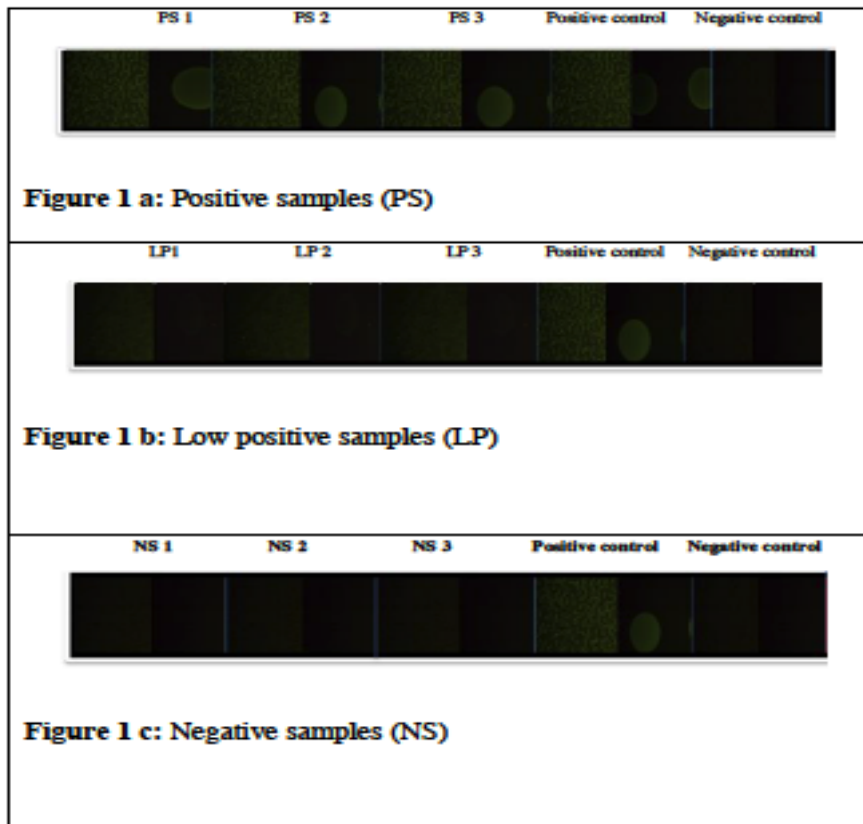 PS 1 PS 2 PS 3 Positive control Negative control
Figure 1 a: Positive samples (PS)
LP1 LP 2 LP 3 Positive control Negative control
Figure 1 b: Low positive samples (LP)
NS 1 NS 2 NS 3 Positive control Negative control
Figure 1 c: Negative samples (NS)